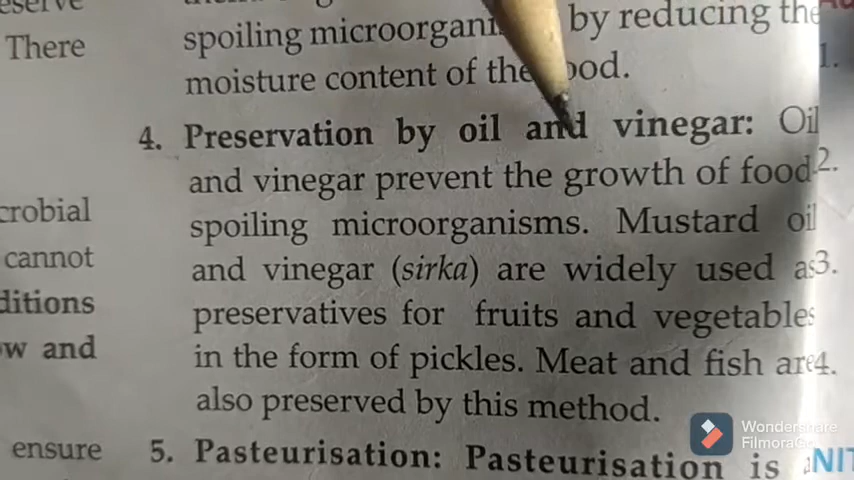 There
spoiling by reducing the
moisture content of the
4. Preservation by oil and vinegar: Oil
and vinegar prevent the growth of food
spoiling microorganisms. Mustard oil
and vinegar (sirka) are widely used as
preservatives for fruits and vegetables
in the form of pickles. Meat and fish are
also preserved by this method.
5. Pasteurisation: Pasteurisation is
crobial
cannot
ditions
w and
ensure
1.
2.
3.
4.
NIT
Wondershare
FilmoraGo